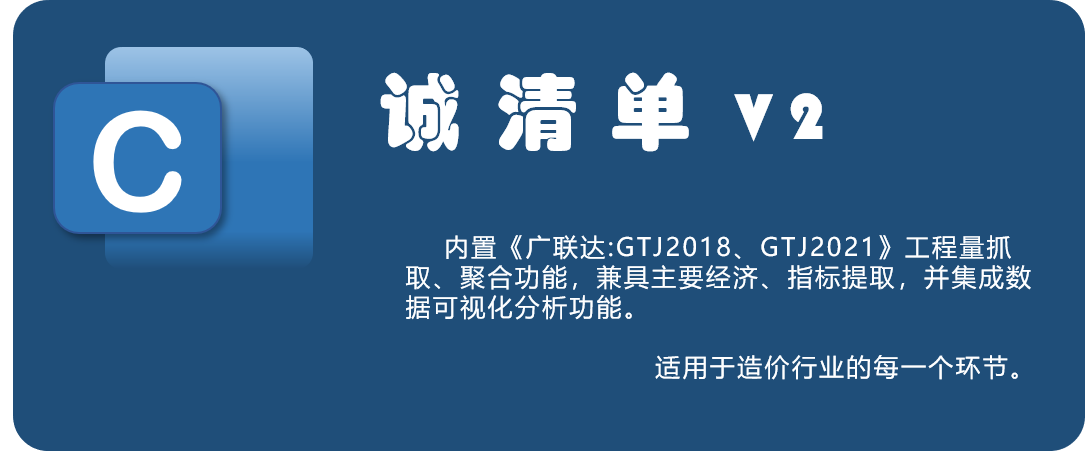 C
诚清单 V2
内置《广联达:GTJ2018、GTJ2021》工程量抓
取、聚合功能，兼具主要经济、指标提取，并集成数
据可视化分析功能。
适用于造价行业的每一个环节。